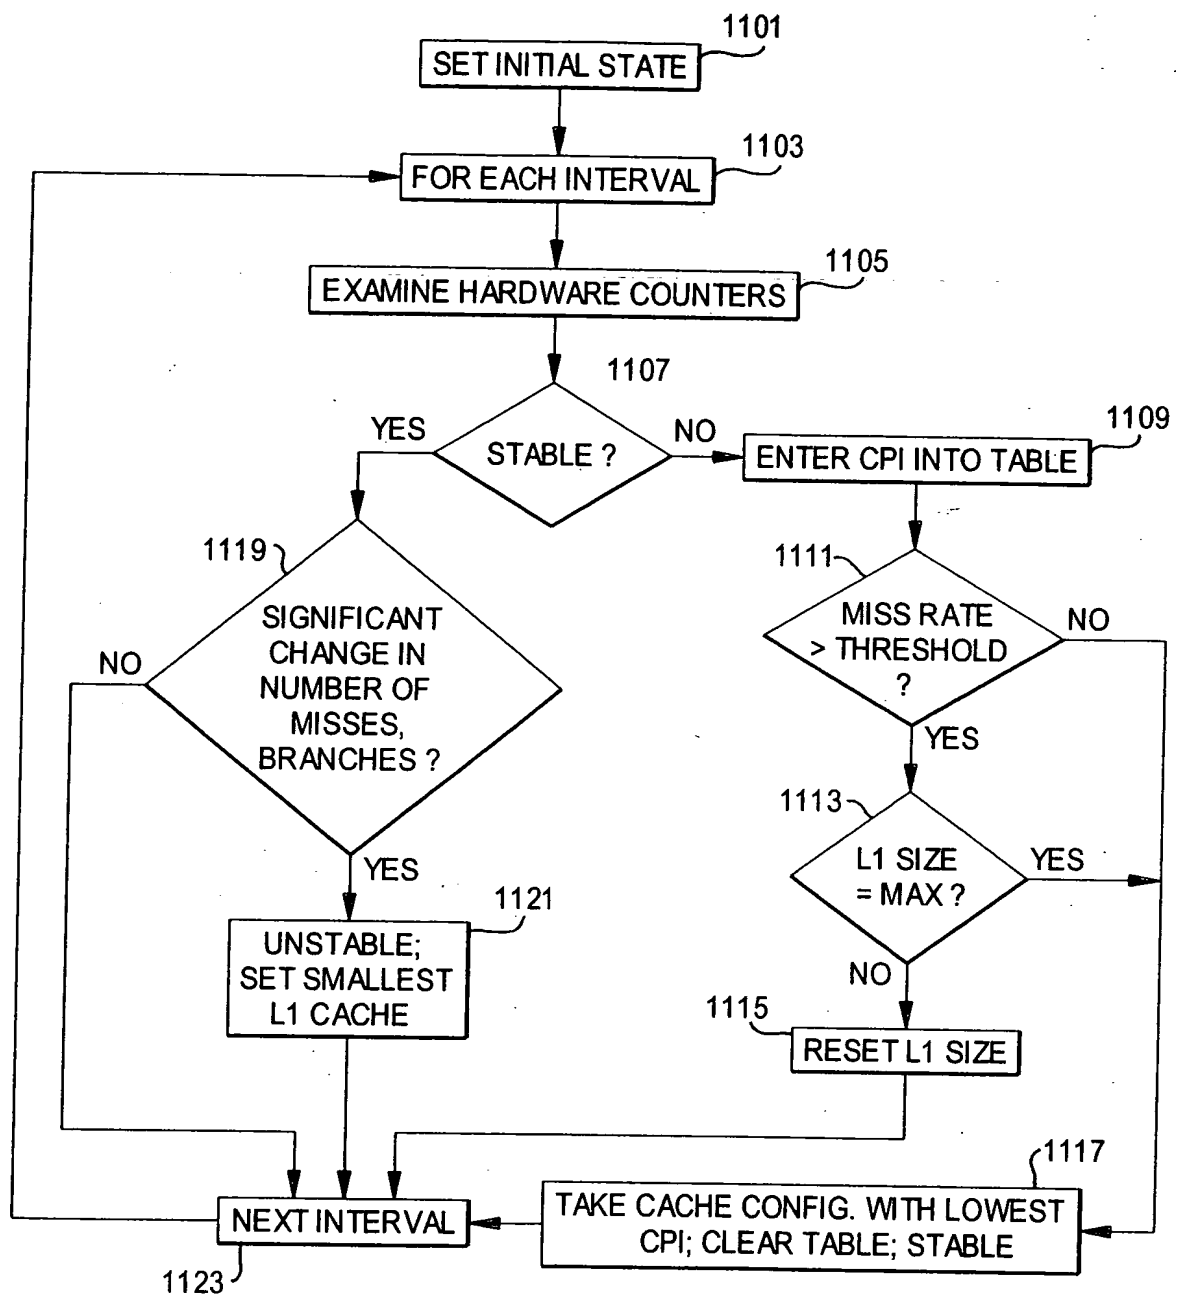 1101
SET INITIAL STATE
1103
FOR EACH INTERVAL
1105
EXAMINE HARDWARE COUNTERS
1107
STABLE ?
YES
NO
1109
ENTER CPI INTO TABLE
1111
MISS RATE
> THRESHOLD
?
NO
YES
1113
L1 SIZE
= MAX ?
YES
NO
1115
RESET L1 SIZE
1117
TAKE CACHE CONFIG. WITH LOWEST
CPI; CLEAR TABLE; STABLE
1119
SIGNIFICANT
CHANGE IN
NUMBER OF
MISSES,
BRANCHES ?
NO
YES
1121
UNSTABLE;
SET SMALLEST
L1 CACHE
NEXT INTERVAL
1123